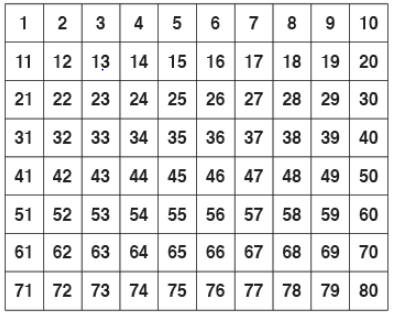 1 2 3 4 5 6 7 8 9 10
11 12 13 14 15 16 17 18 19 20
21 22 23 24 25 26 27 28 29 30
31 32 33 34 35 36 37 38 39 40
41 42 43 44 45 46 47 48 49 50
51 52 53 54 55 56 57 58 59 60
61 62 63 64 65 66 67 68 69 70
71 72 73 74 75 76 77 78 79 80